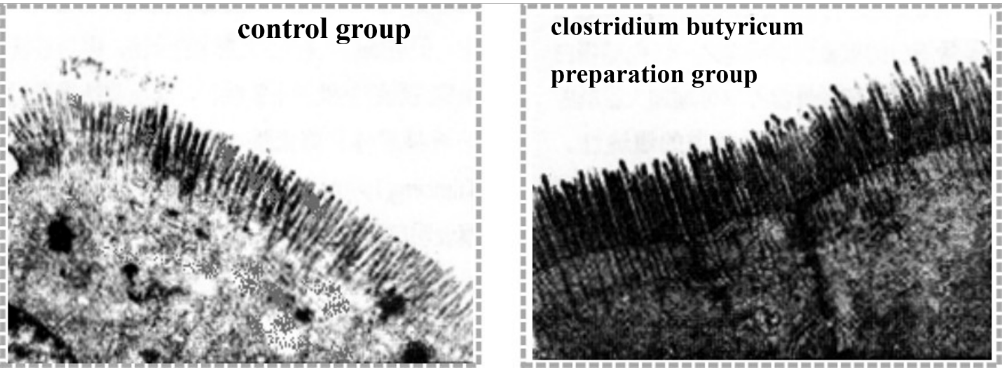 control group
clostridium butyricum
preparation group